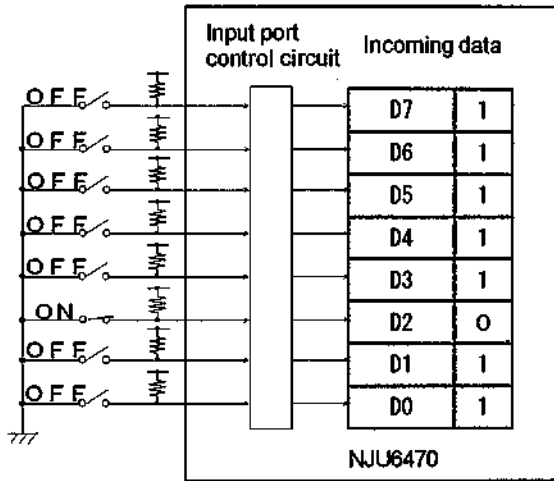 Input port
control circuit
Incoming data
OFF D7 1
OFF D6 1
OFF D5 1
OFF D4 1
OFF D3 1
ON D2 0
OFF D1 1
OFF D0 1
NJU6470